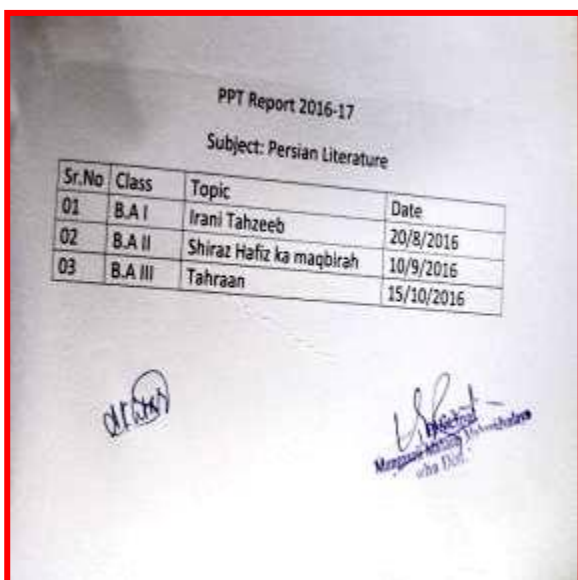 PPT Report 2016-17
Subject: Persian Literature
Sr.No Class Topic Date
01 B.A I Irani Tahzeeb 20/8/2016
02 B.A II Shiraz Hafiz ka maqbirah 10/9/2016
03 B.A III Tahraan 15/10/2016
Principal